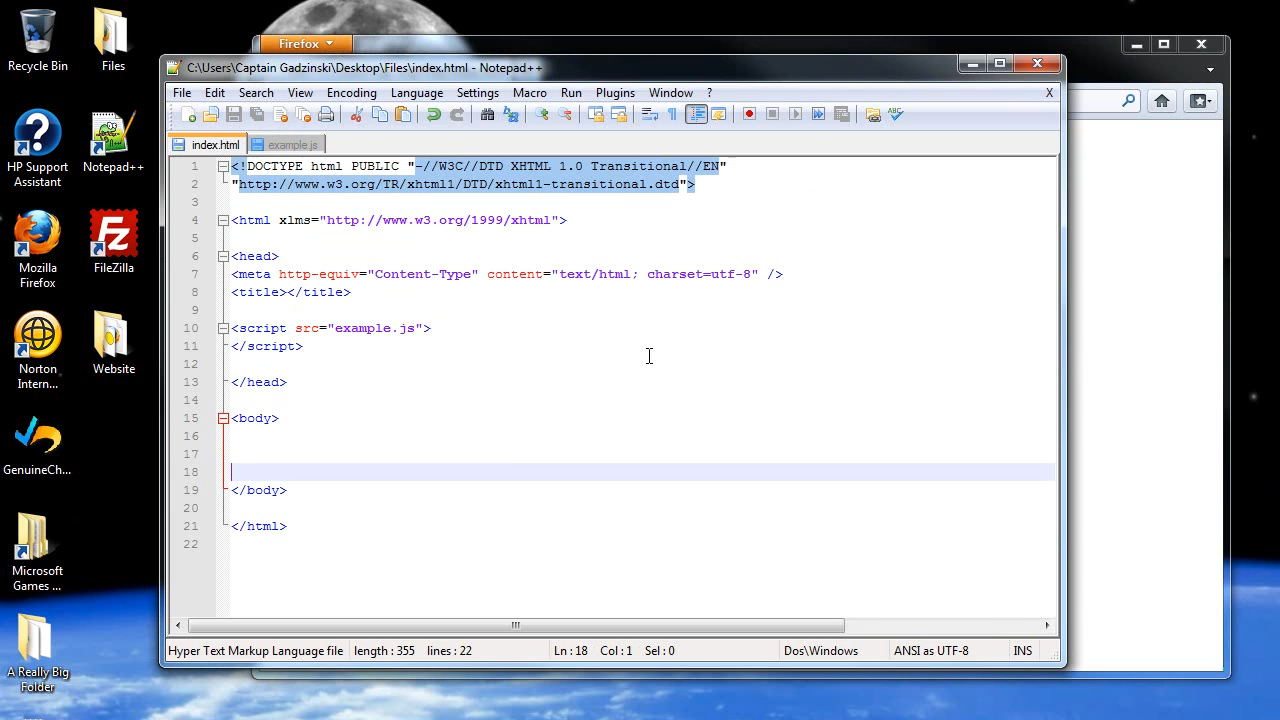 Recycle Bin
Files
HP Support
Assistant
Notepad++
Mozilla
Firefox
FileZilla
Norton
Intern...
Website
GenuineCh...
Microsoft
Games ...
A Really Big
Folder
Firefox
C:\Users\Captain Gadzinski\Desktop\Files\index.html - Notepad++
File Edit Search View Encoding Language Settings Macro Run Plugins Window ? X
index.html example.js
1 <!DOCTYPE html PUBLIC "-//W3C//DTD XHTML 1.0 Transitional//EN"
2 "http://www.w3.org/TR/xhtml1/DTD/xhtml1-transitional.dtd">
3
4 <html xlms="http://www.w3.org/1999/xhtml">
5
6 <head>
7 <meta http-equiv="Content-Type" content="text/html; charset=utf-8" />
8 <title></title>
9
10 <script src="example.js">
11 </script>
12
13 </head>
14
15 <body>
16
17
18
19 </body>
20
21 </html>
22
Hyper Text Markup Language file length : 355 lines : 22 Ln : 18 Col : 1 Sel : 0 Dos\Windows ANSI as UTF-8 INS